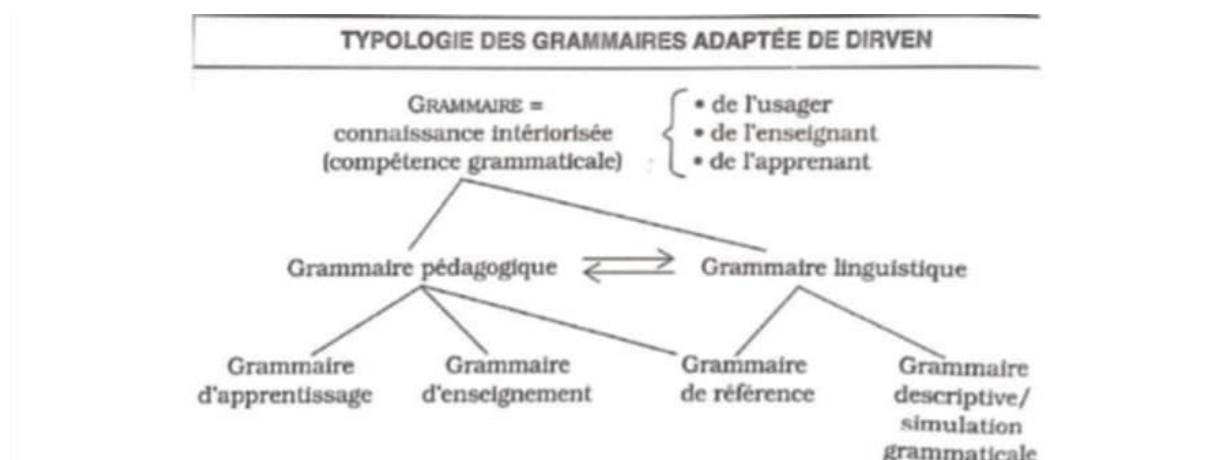 TYPOLOGIE DES GRAMMAIRES ADAPTÉE DE DIRVEN
GRAMMAIRE =
connaissance intériorisée
(compétence grammaticale)
• de l'usager
• de l'enseignant
• de l'apprenant
Grammaire pédagogique
Grammaire linguistique
Grammaire
d'apprentissage
Grammaire
d'enseignement
Grammaire
de référence
Grammaire
descriptive/
simulation
grammaticale